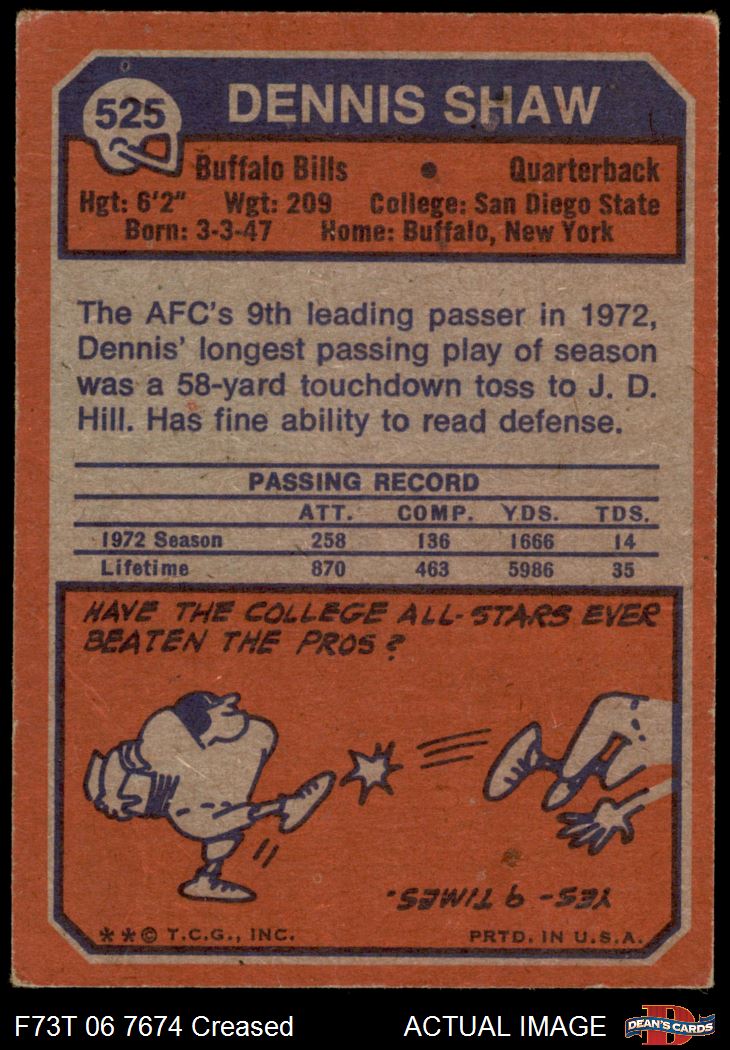 525
DENNIS SHAW
Buffalo Bills • Quarterback
Hgt: 6'2" Wgt: 209 College: San Diego State
Born: 3-3-47 Home: Buffalo, New York
The AFC's 9th leading passer in 1972,
Dennis' longest passing play of season
was a 58-yard touchdown toss to J. D.
Hill. Has fine ability to read defense.
PASSING RECORD
ATT. COMP. YDS. TDS.
1972 Season 258 136 1666 14
Lifetime 870 463 5986 35
HAVE THE COLLEGE ALL-STARS EVER
BEATEN THE PROS?
YES - 9 TIMES.
**© T.C.G., INC. PRTD. IN U.S.A.
F73T 06 7674 Creased ACTUAL IMAGE
D
DEAN'S CARDS